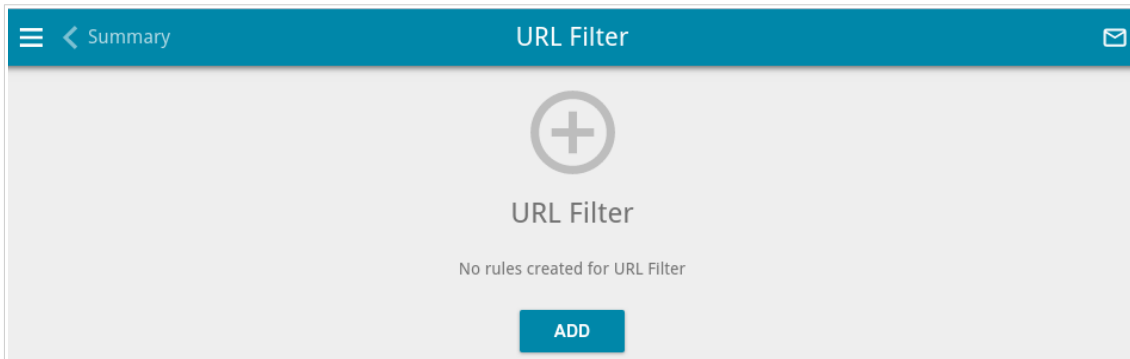 Summary
URL Filter
URL Filter
No rules created for URL Filter
ADD